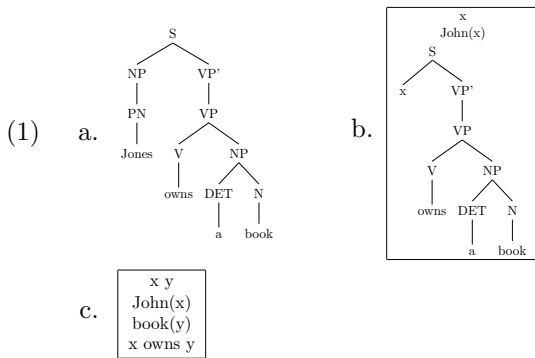 (1) a.
S
NP VP'
PN VP
Jones V NP
owns DET N
a book
b.
x
John(x)
S
x VP'
VP
V NP
owns DET N
a book
c.
x y
John(x)
book(y)
x owns y